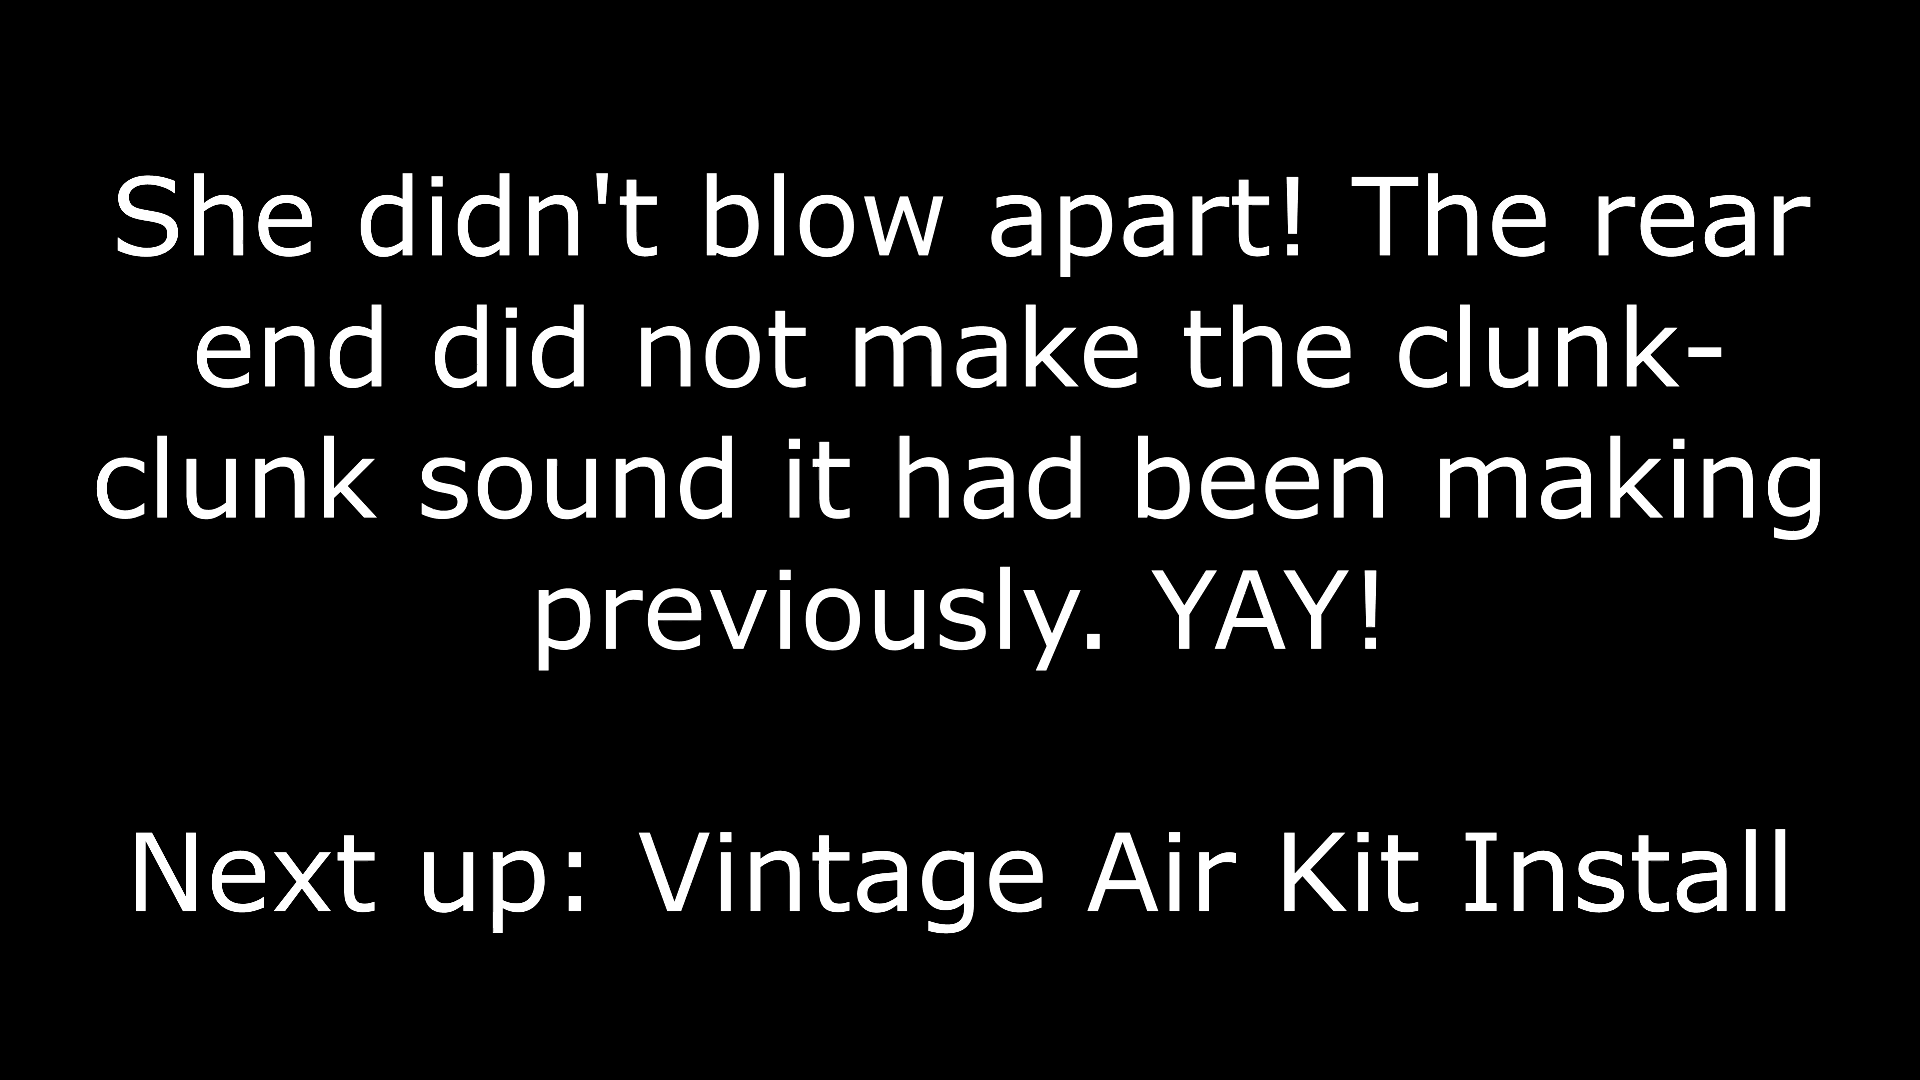 She didn't blow apart! The rear
end did not make the clunk-
clunk sound it had been making
previously. YAY!
Next up: Vintage Air Kit Install